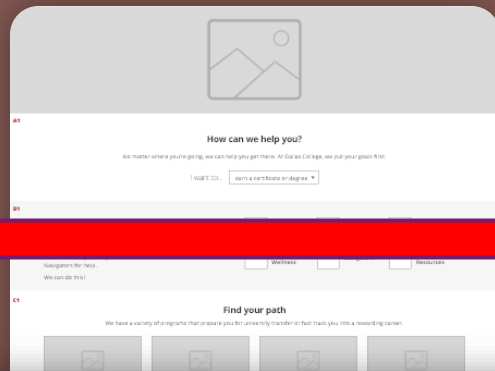 A1
How can we help you?
No matter where you're going, we can help you get there. At Dallas College, we put your goals first.
I want to... earn a certificate or degree
B1
Wellness
Resources
Navigators for help.
We can do this!
C1
Find your path
We have a variety of programs that prepare you for university transfer or fast track you into a rewarding career.